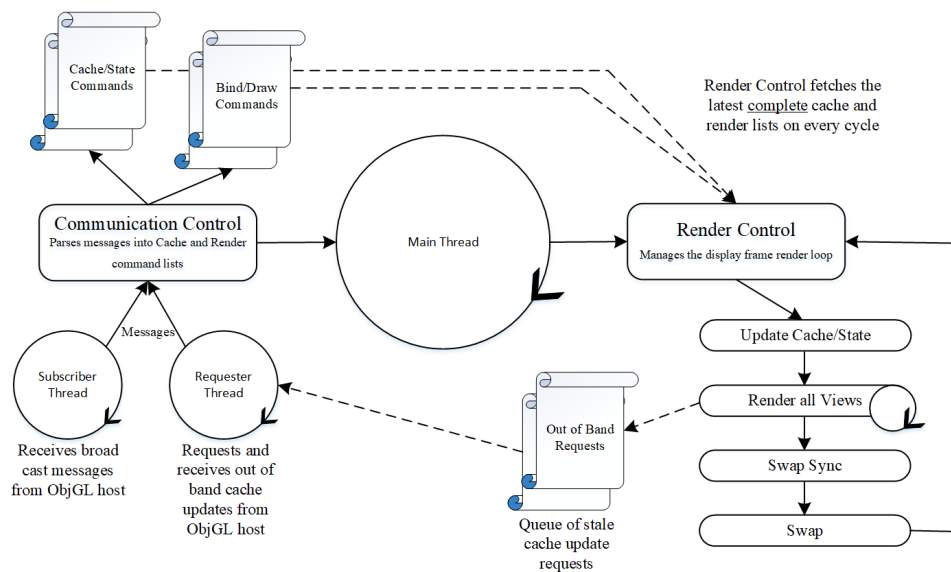 Cache/State
Commands
Bind/Draw
Commands
Render Control fetches the
latest complete cache and
render lists on every cycle
Communication Control
Parses messages into Cache and Render
command lists
Main Thread
Render Control
Manages the display frame render loop
Messages
Subscriber
Thread
Requester
Thread
Receives broad
cast messages
from ObjGL host
Requests and
receives out of
band cache
updates from
ObjGL host
Out of Band
Requests
Queue of stale
cache update
requests
Update Cache/State
Render all Views
Swap Sync
Swap